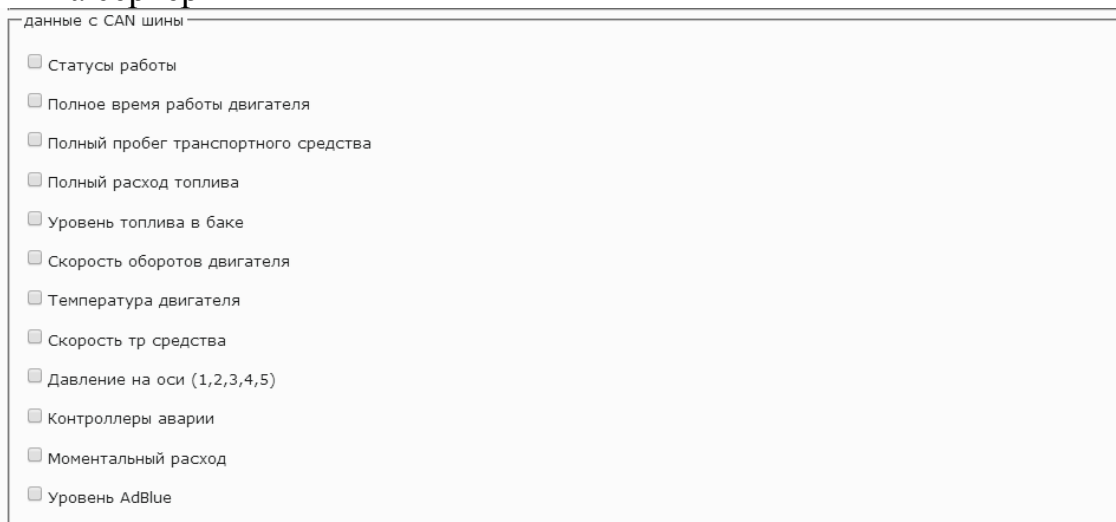 данные с CAN шины
Статусы работы
Полное время работы двигателя
Полный пробег транспортного средства
Полный расход топлива
Уровень топлива в баке
Скорость оборотов двигателя
Температура двигателя
Скорость тр средства
Давление на оси (1,2,3,4,5)
Контроллеры аварии
Моментальный расход
Уровень AdBlue